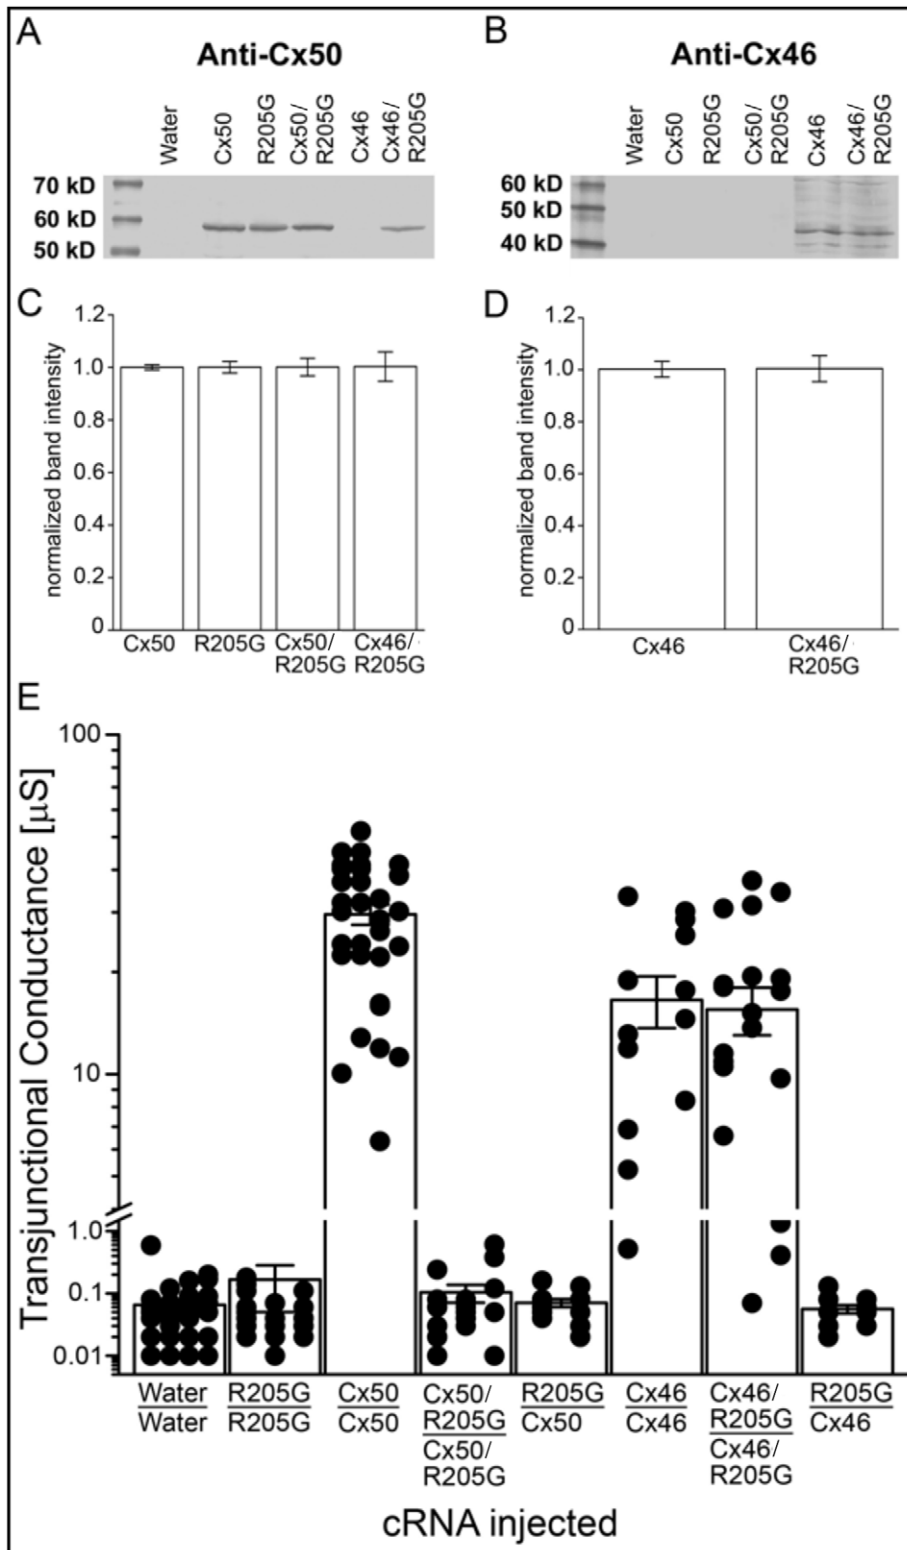 A
Anti-Cx50
Water
Cx50
R205G
Cx50/
R205G
Cx46
Cx46/
R205G
70 kD
60 kD
50 kD
B
Anti-Cx46
Water
Cx50
R205G
Cx50/
R205G
Cx46
Cx46/
R205G
60 kD
50 kD
40 kD
C
normalized band intensity
1.2
1.0
0.8
0.6
0.4
0.2
0
Cx50
R205G
Cx50/
R205G
Cx46/
R205G
D
normalized band intensity
1.2
1.0
0.8
0.6
0.4
0.2
0
Cx46
Cx46/
R205G
E
Transjunctional Conductance [µS]
100
10
1.0
0.1
0.01
Water
Water
R205G
R205G
Cx50
Cx50
Cx50/
R205G
Cx50/
R205G
R205G
Cx50
Cx46
Cx46
Cx46/
R205G
Cx46/
R205G
R205G
Cx46
cRNA injected